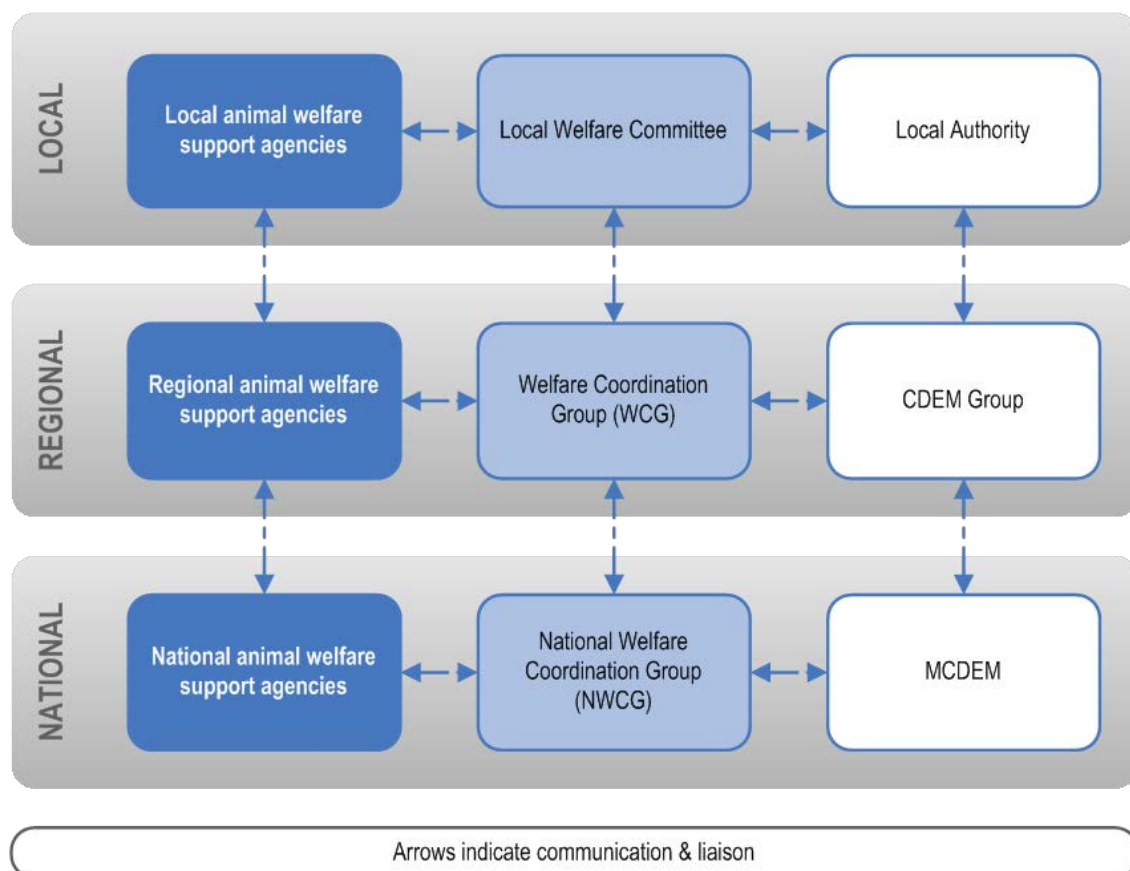 LOCAL
Local animal welfare
support agencies
Local Welfare Committee
Local Authority
REGIONAL
Regional animal welfare
support agencies
Welfare Coordination
Group (WCG)
CDEM Group
NATIONAL
National animal welfare
support agencies
National Welfare
Coordination Group
(NWCG)
MCDEM
Arrows indicate communication & liaison